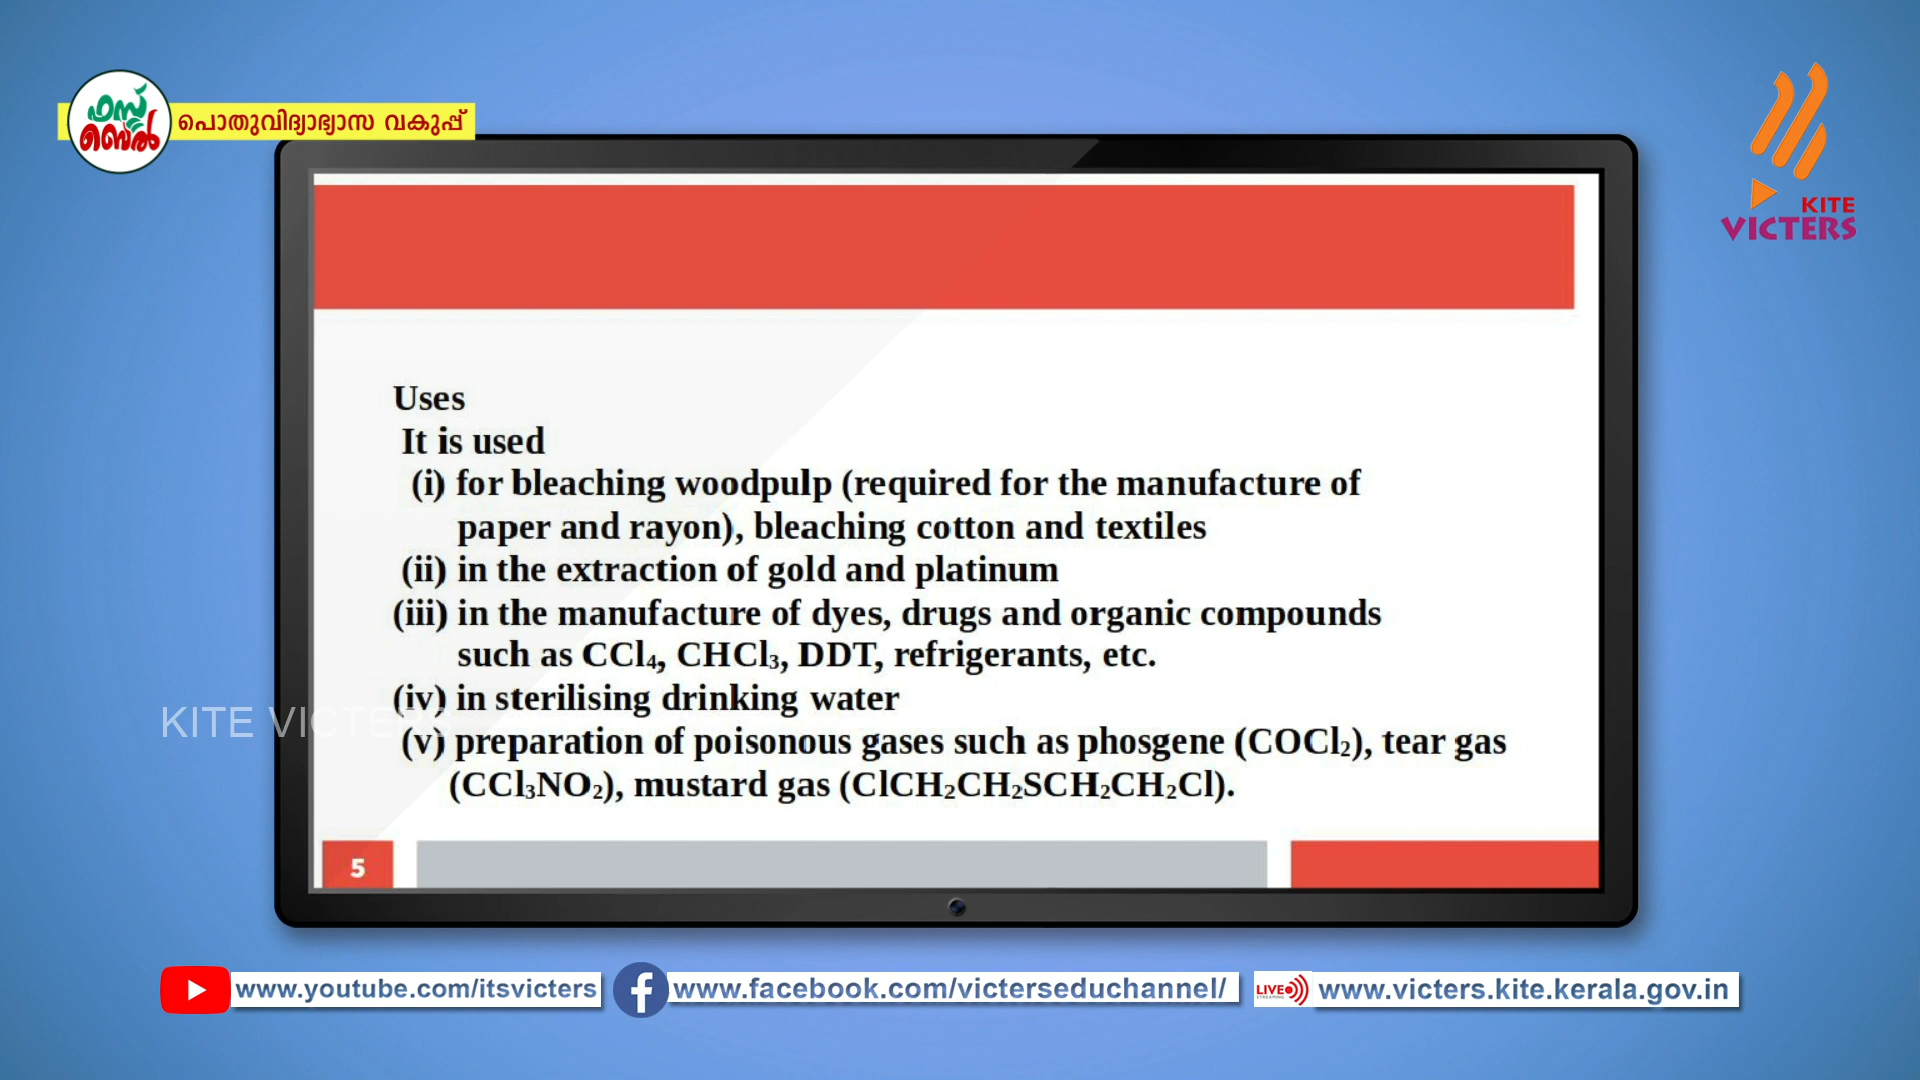 ഫസ്റ്റ്
ബെൽ
പൊതുവിദ്യാഭ്യാസ വകുപ്പ്
KITE
VICTERS
Uses
It is used
(i) for bleaching woodpulp (required for the manufacture of
paper and rayon), bleaching cotton and textiles
(ii) in the extraction of gold and platinum
(iii) in the manufacture of dyes, drugs and organic compounds
such as CCl₄, CHCl₃, DDT, refrigerants, etc.
(iv) in sterilising drinking water
KITE VICTERS
(v) preparation of poisonous gases such as phosgene (COCl₂), tear gas
(CCl₃NO₂), mustard gas (ClCH₂CH₂SCH₂CH₂Cl).
5
www.youtube.com/itsvicters
www.facebook.com/victerseduchannel/
LIVE
STREAMING
www.victers.kite.kerala.gov.in